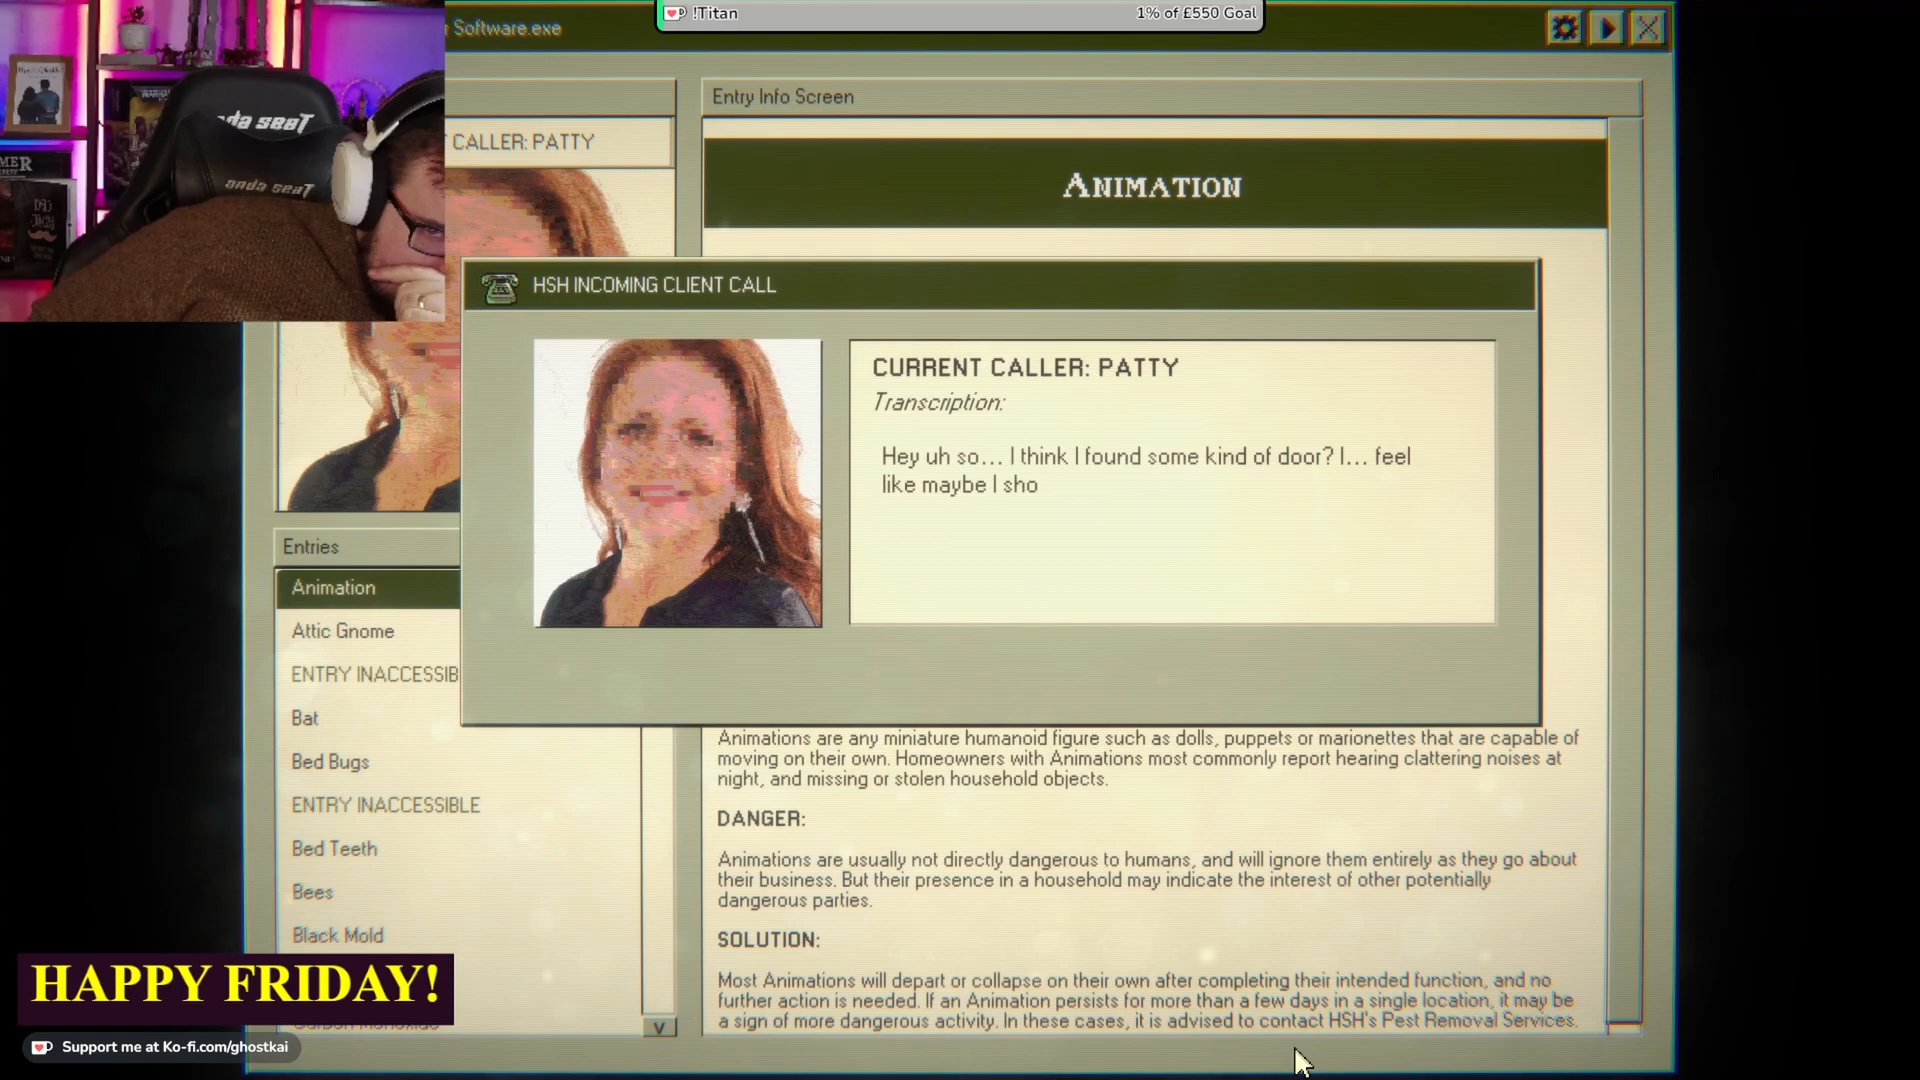 !Titan
1% of £550 Goal
Software.exe
Entry Info Screen
CALLER: PATTY
ANIMATION
anda seaT
anda seaT
HSH INCOMING CLIENT CALL
CURRENT CALLER: PATTY
Transcription:
Hey uh so... I think I found some kind of door? I... feel
like maybe I sho
Entries
Animation
Attic Gnome
ENTRY INACCESSIB
Bat
Bed Bugs
ENTRY INACCESSIBLE
Bed Teeth
Bees
Black Mold
Animations are any miniature humanoid figure such as dolls, puppets or marionettes that are capable of
moving on their own. Homeowners with Animations most commonly report hearing clattering noises at
night, and missing or stolen household objects.
DANGER:
Animations are usually not directly dangerous to humans, and will ignore them entirely as they go about
their business. But their presence in a household may indicate the interest of other potentially
dangerous parties.
SOLUTION:
Most Animations will depart or collapse on their own after completing their intended function, and no
further action is needed. If an Animation persists for more than a few days in a single location, it may be
a sign of more dangerous activity. In these cases, it is advised to contact HSH's Pest Removal Services.
V
HAPPY FRIDAY!
Support me at Ko-fi.com/ghostkai